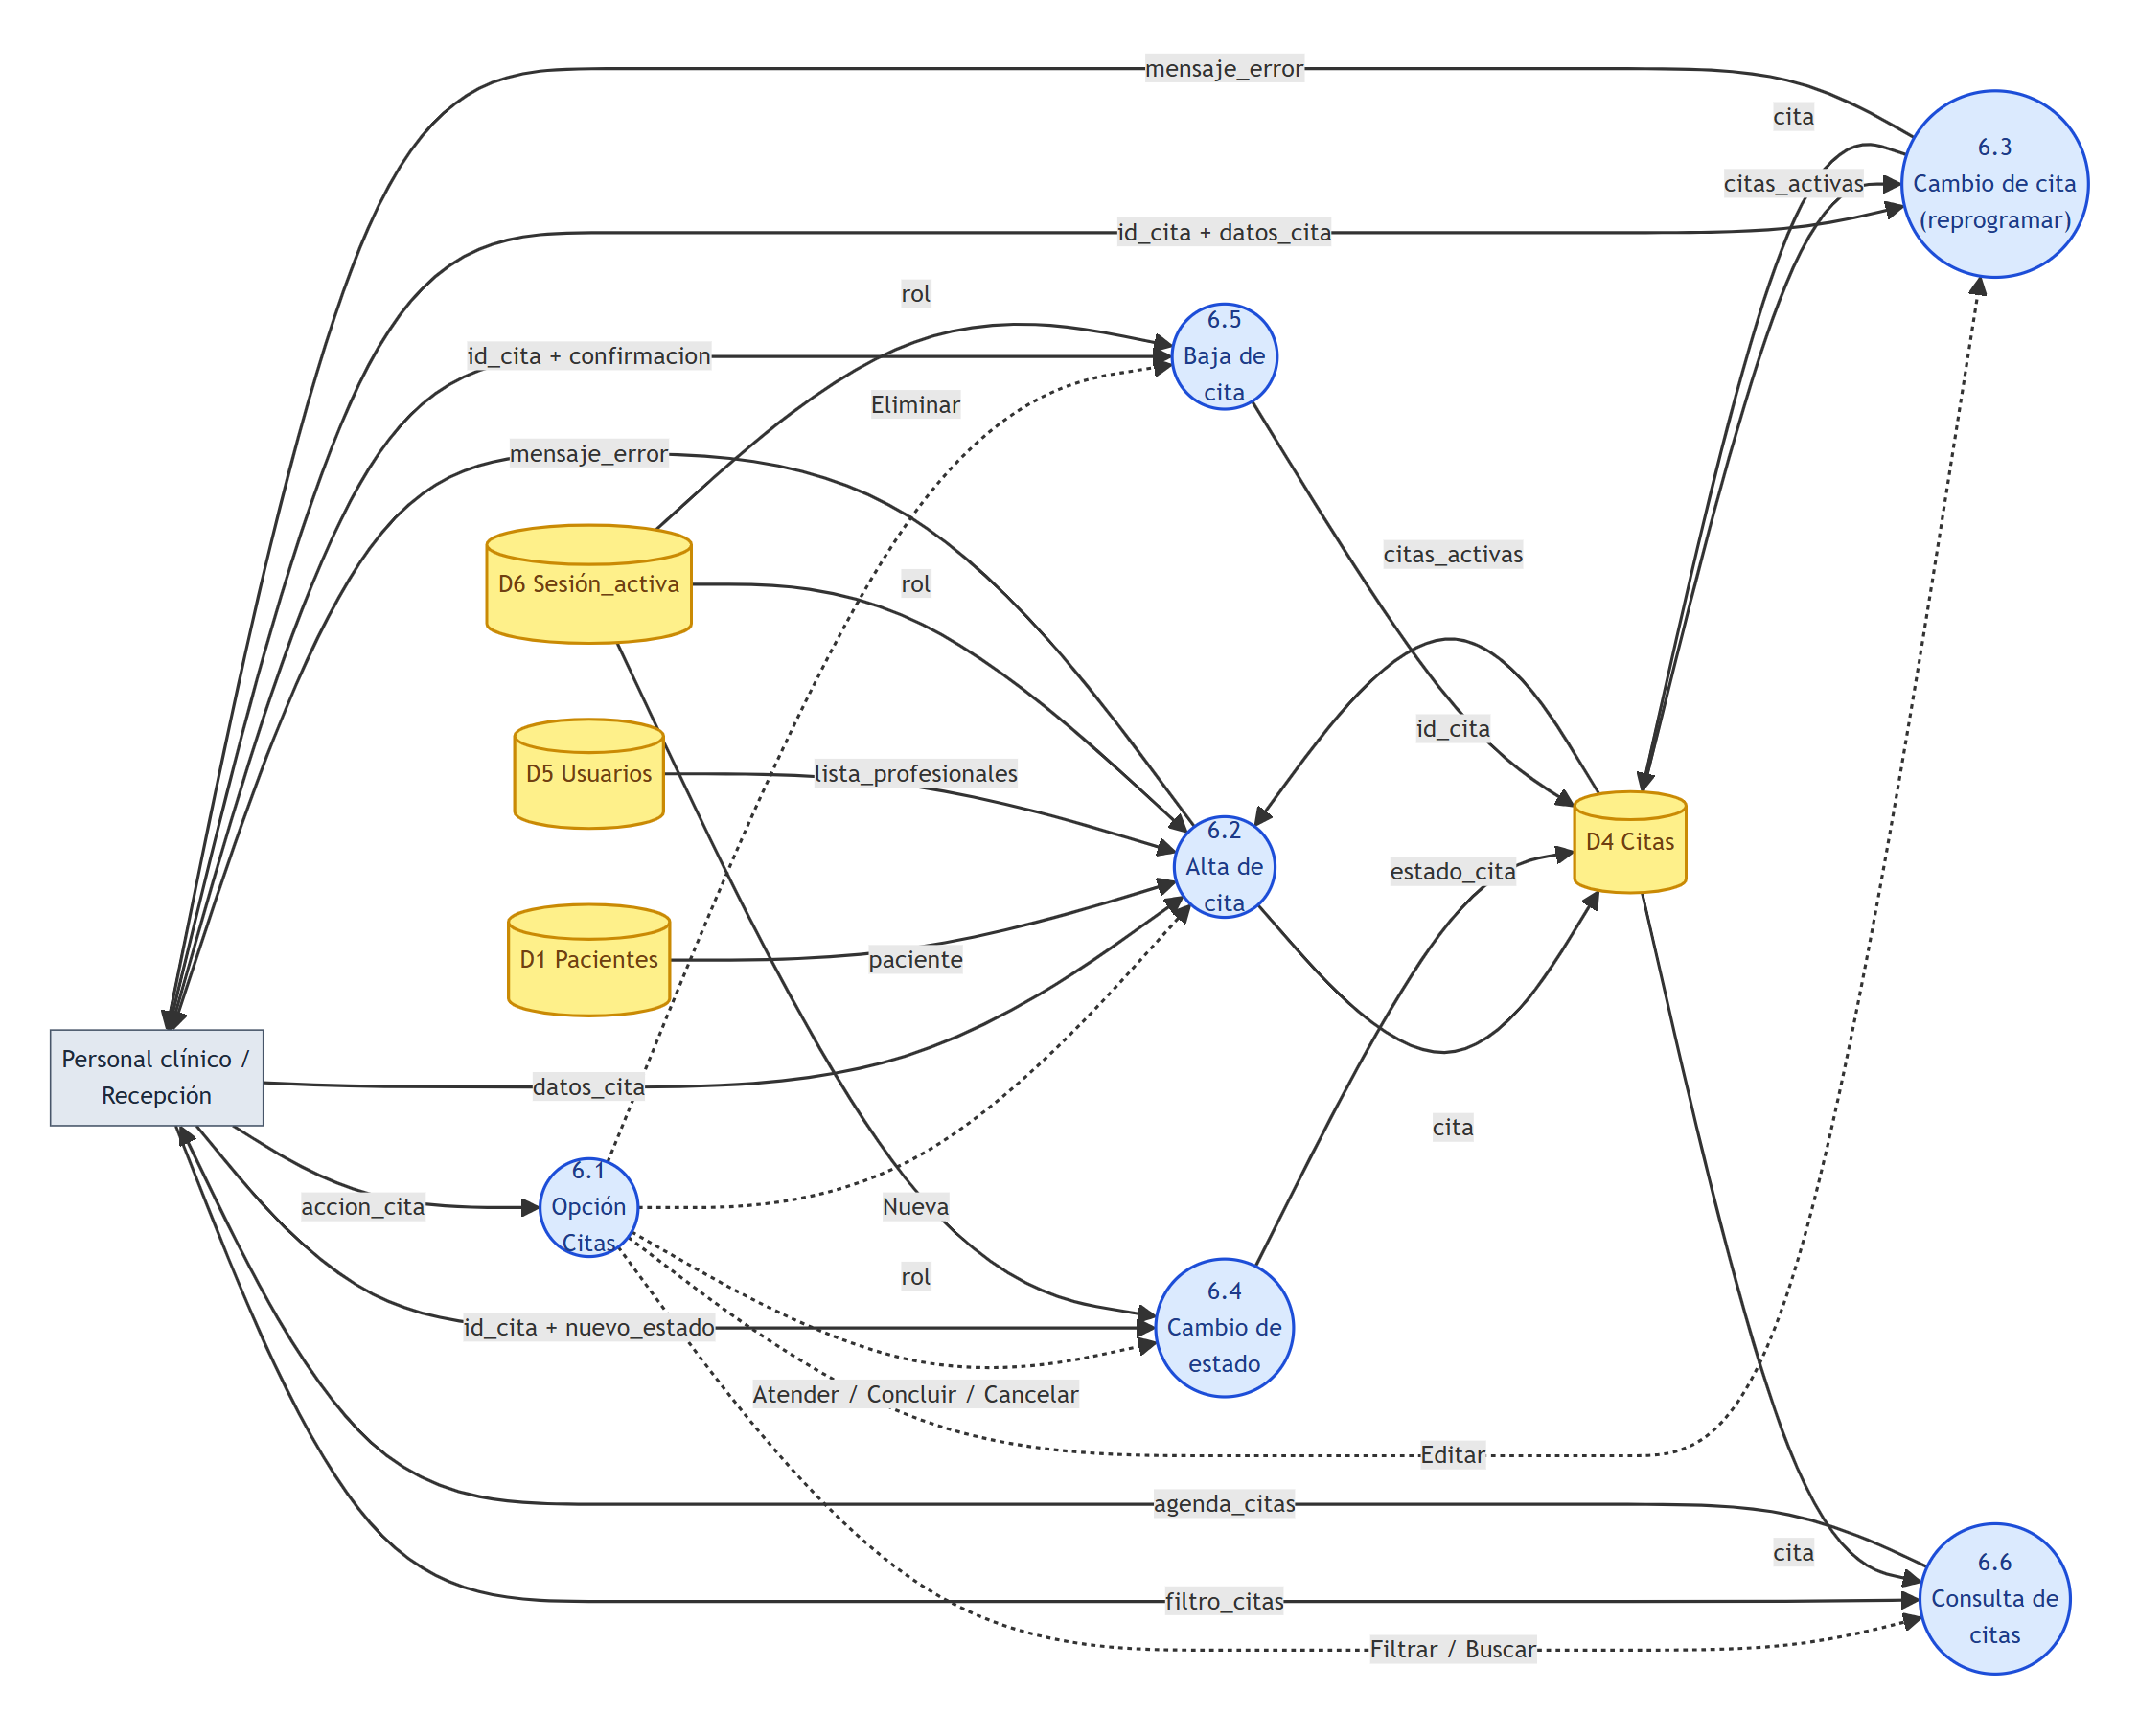 mensaje_error
cita
6.3
Cambio de cita
(reprogramar)
citas_activas
id_cita + datos_cita
rol
6.5
Baja de
cita
id_cita + confirmacion
Eliminar
mensaje_error
citas_activas
D6 Sesión_activa
rol
id_cita
D5 Usuarios
lista_profesionales
6.2
Alta de
cita
D4 Citas
estado_cita
D1 Pacientes
paciente
Personal clínico /
Recepción
datos_cita
cita
6.1
Opción
Citas
accion_cita
Nueva
rol
6.4
Cambio de
estado
id_cita + nuevo_estado
Atender / Concluir / Cancelar
Editar
agenda_citas
cita
6.6
Consulta de
citas
filtro_citas
Filtrar / Buscar